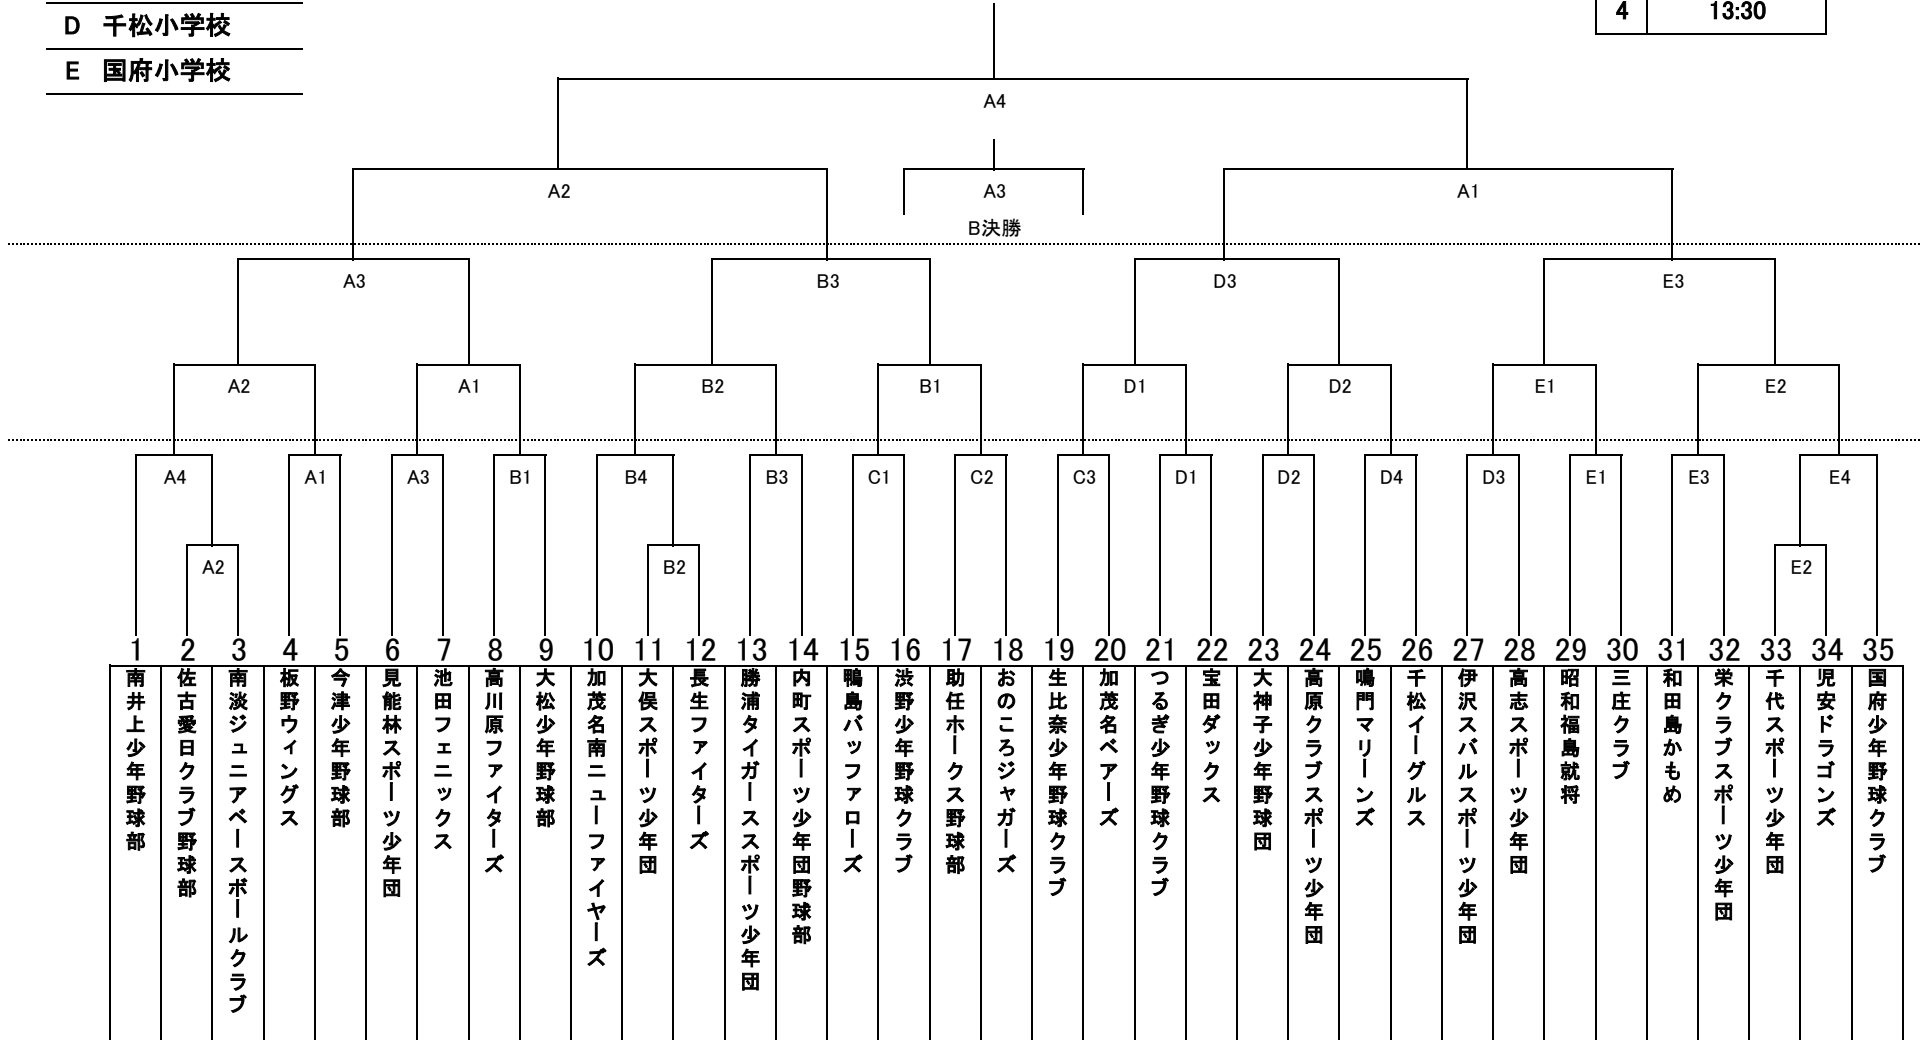 D 千松小学校
4 13:30
E 国府小学校
A4
A2 A3 A1
B決勝
A3 B3 D3 E3
A2 A1 B2 B1 D1 D2 E1 E2
A4 A1 A3 B1 B4 B3 C1 C2 C3 D1 D2 D4 D3 E1 E3 E4
A2 B2 E2
1 2 3 4 5 6 7 8 9 10 11 12 13 14 15 16 17 18 19 20 21 22 23 24 25 26 27 28 29 30 31 32 33 34 35
南井上少年野球部
佐古愛日クラブ野球部
南淡ジュニアベースボールクラブ
板野ウィングス
今津少年野球部
見能林スポーツ少年団
池田フェニックス
高川原ファイターズ
大松少年野球部
加茂名南ニューファイヤーズ
大俣スポーツ少年団
長生ファイターズ
勝浦タイガーススポーツ少年団
内町スポーツ少年団野球部
鴨島バッファローズ
渋野少年野球クラブ
助任ホークス野球部
おのころジャガーズ
生比奈少年野球クラブ
加茂名ベアーズ
つるぎ少年野球クラブ
宝田ダックス
大神子少年野球団
高原クラブスポーツ少年団
鳴門マリーンズ
千松イーグルス
伊沢スバルスポーツ少年団
高志スポーツ少年団
昭和福島就将
三庄クラブ
和田島かもめ
栄クラブスポーツ少年団
千代スポーツ少年団
児安ドラゴンズ
国府少年野球クラブ